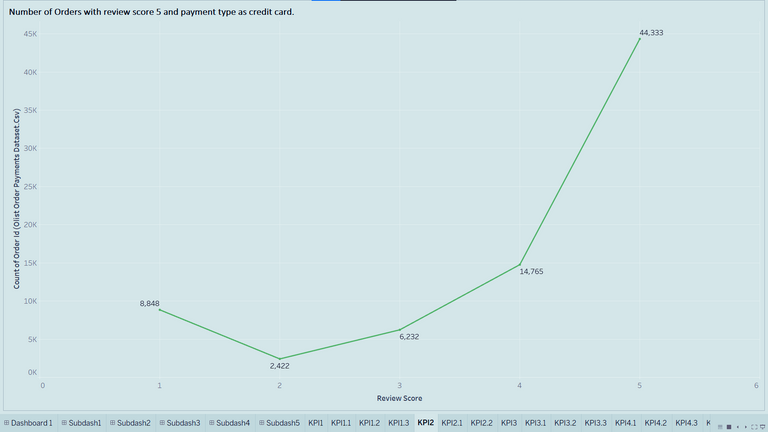 Number of Orders with review score 5 and payment type as credit card.
Count of Order Id (Olist Order Payments Dataset.Csv)
45K
40K
35K
30K
25K
20K
15K
10K
5K
0K
44,333
14,765
8,848
6,232
2,422
0 1 2 3 4 5 6
Review Score
Dashboard 1 Subdash1 Subdash2 Subdash3 Subdash4 Subdash5 KPI1 KPI1.1 KPI1.2 KPI1.3 KPI2 KPI2.1 KPI2.2 KPI3 KPI3.1 KPI3.2 KPI3.3 KPI4.1 KPI4.2 KPI4.3 K